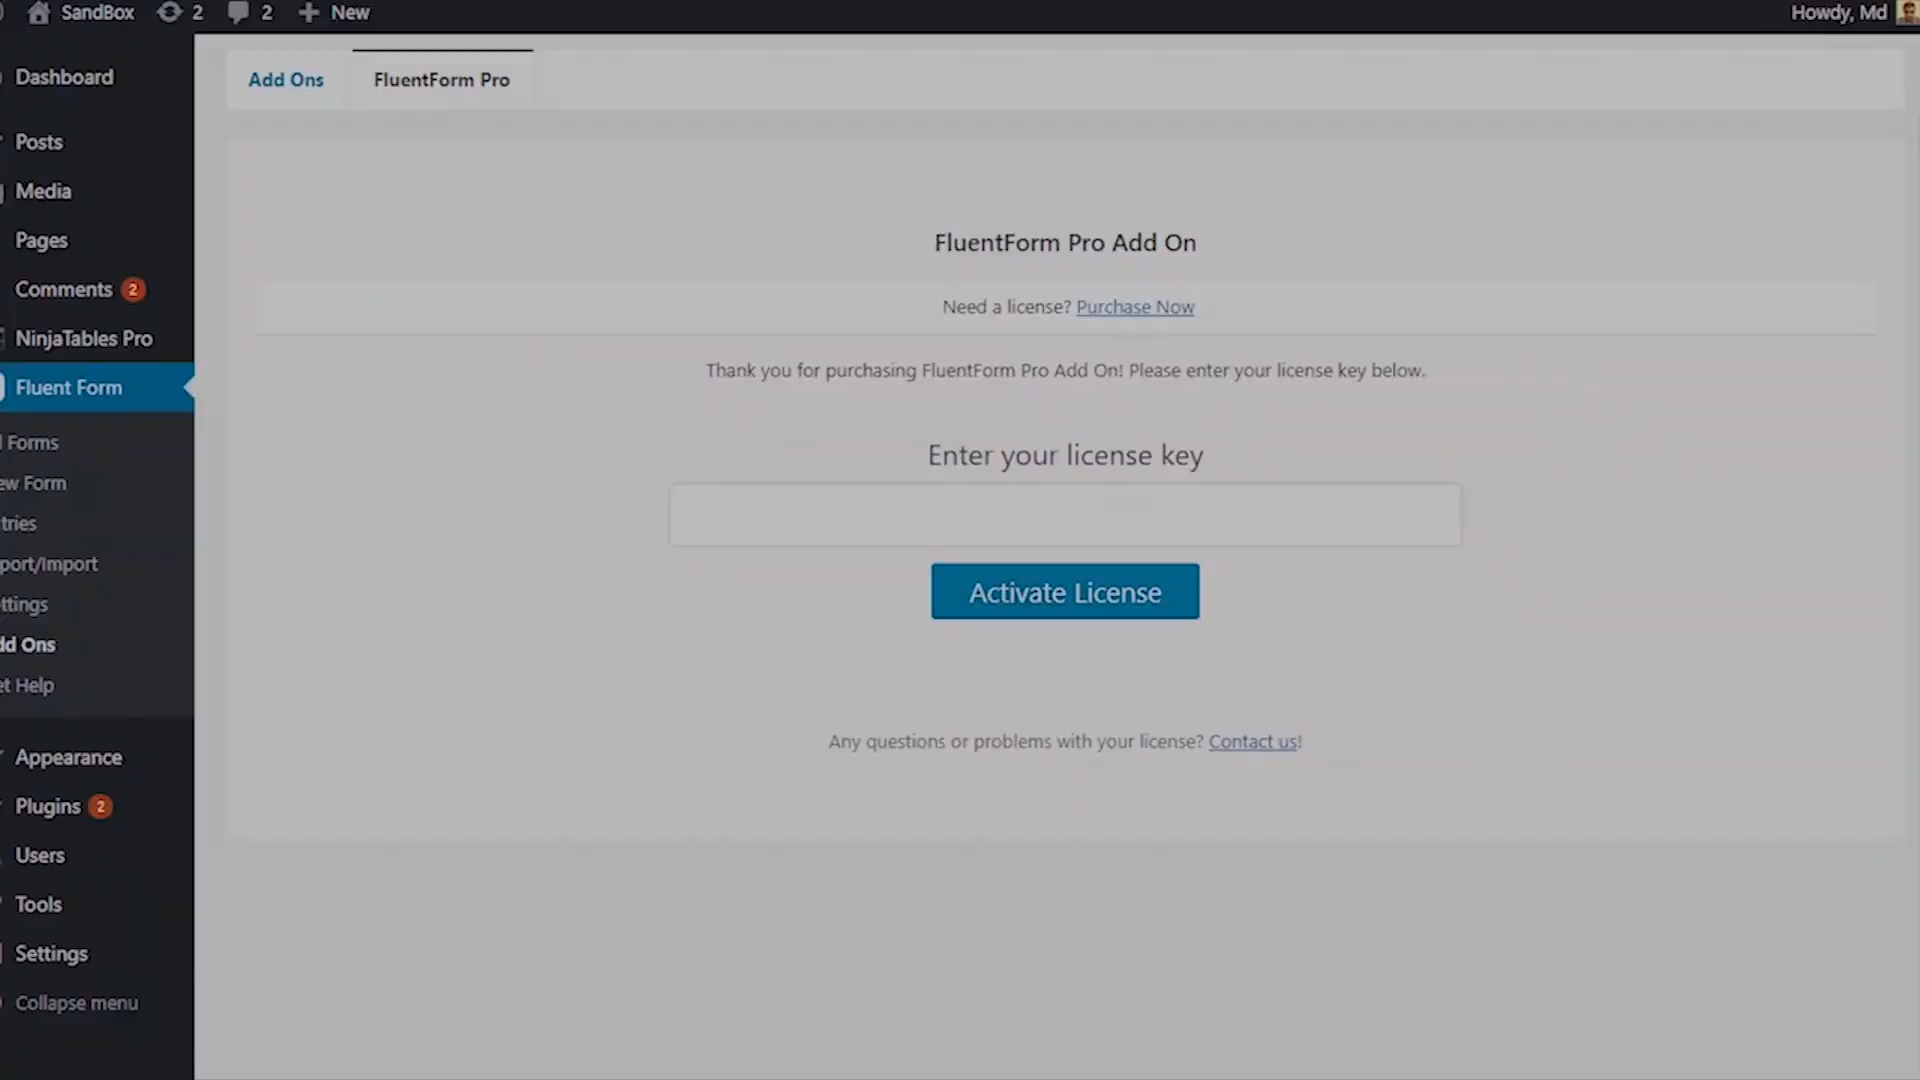 SandBox 2 2 New Howdy, Md
Dashboard
Posts
Media
Pages
Comments 2
NinjaTables Pro
Fluent Form
Forms
ew Form
tries
port/Import
ttings
dd Ons
et Help
Appearance
Plugins 2
Users
Tools
Settings
Collapse menu
Add Ons FluentForm Pro
FluentForm Pro Add On
Need a license? Purchase Now
Thank you for purchasing FluentForm Pro Add On! Please enter your license key below.
Enter your license key
Activate License
Any questions or problems with your license? Contact us!